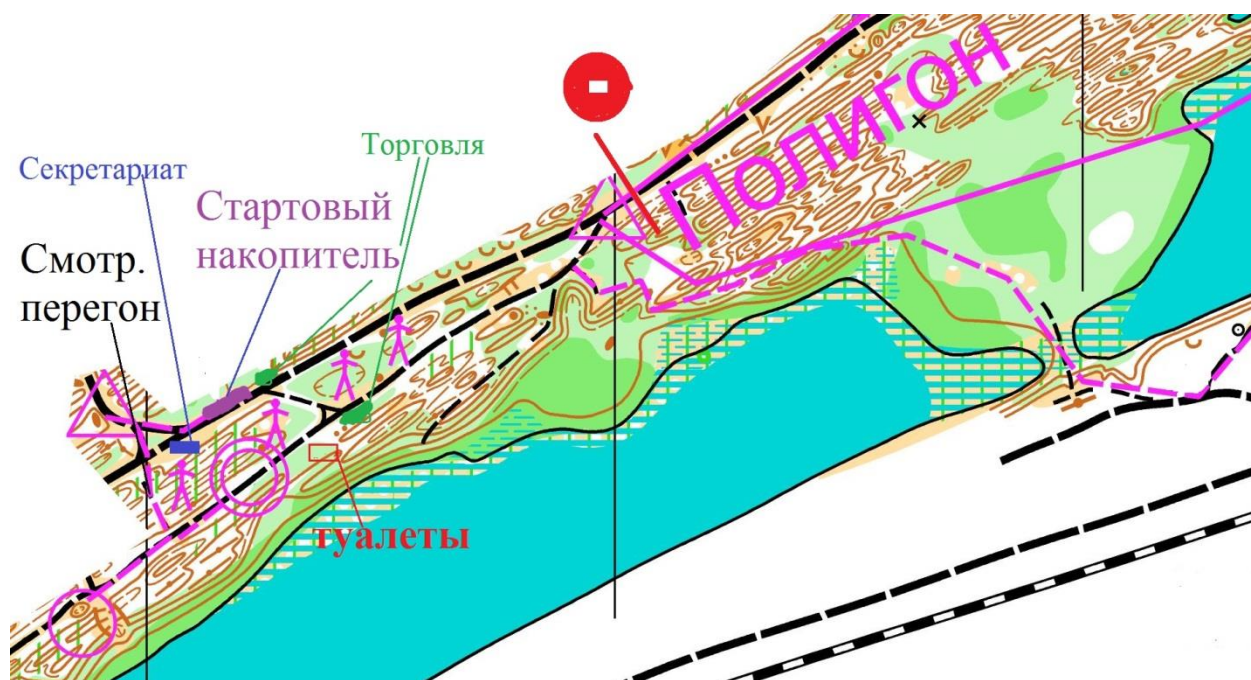 Полигон
Торговля
Секретариат
Стартовый
накопитель
Смотр.
перегон
туалеты